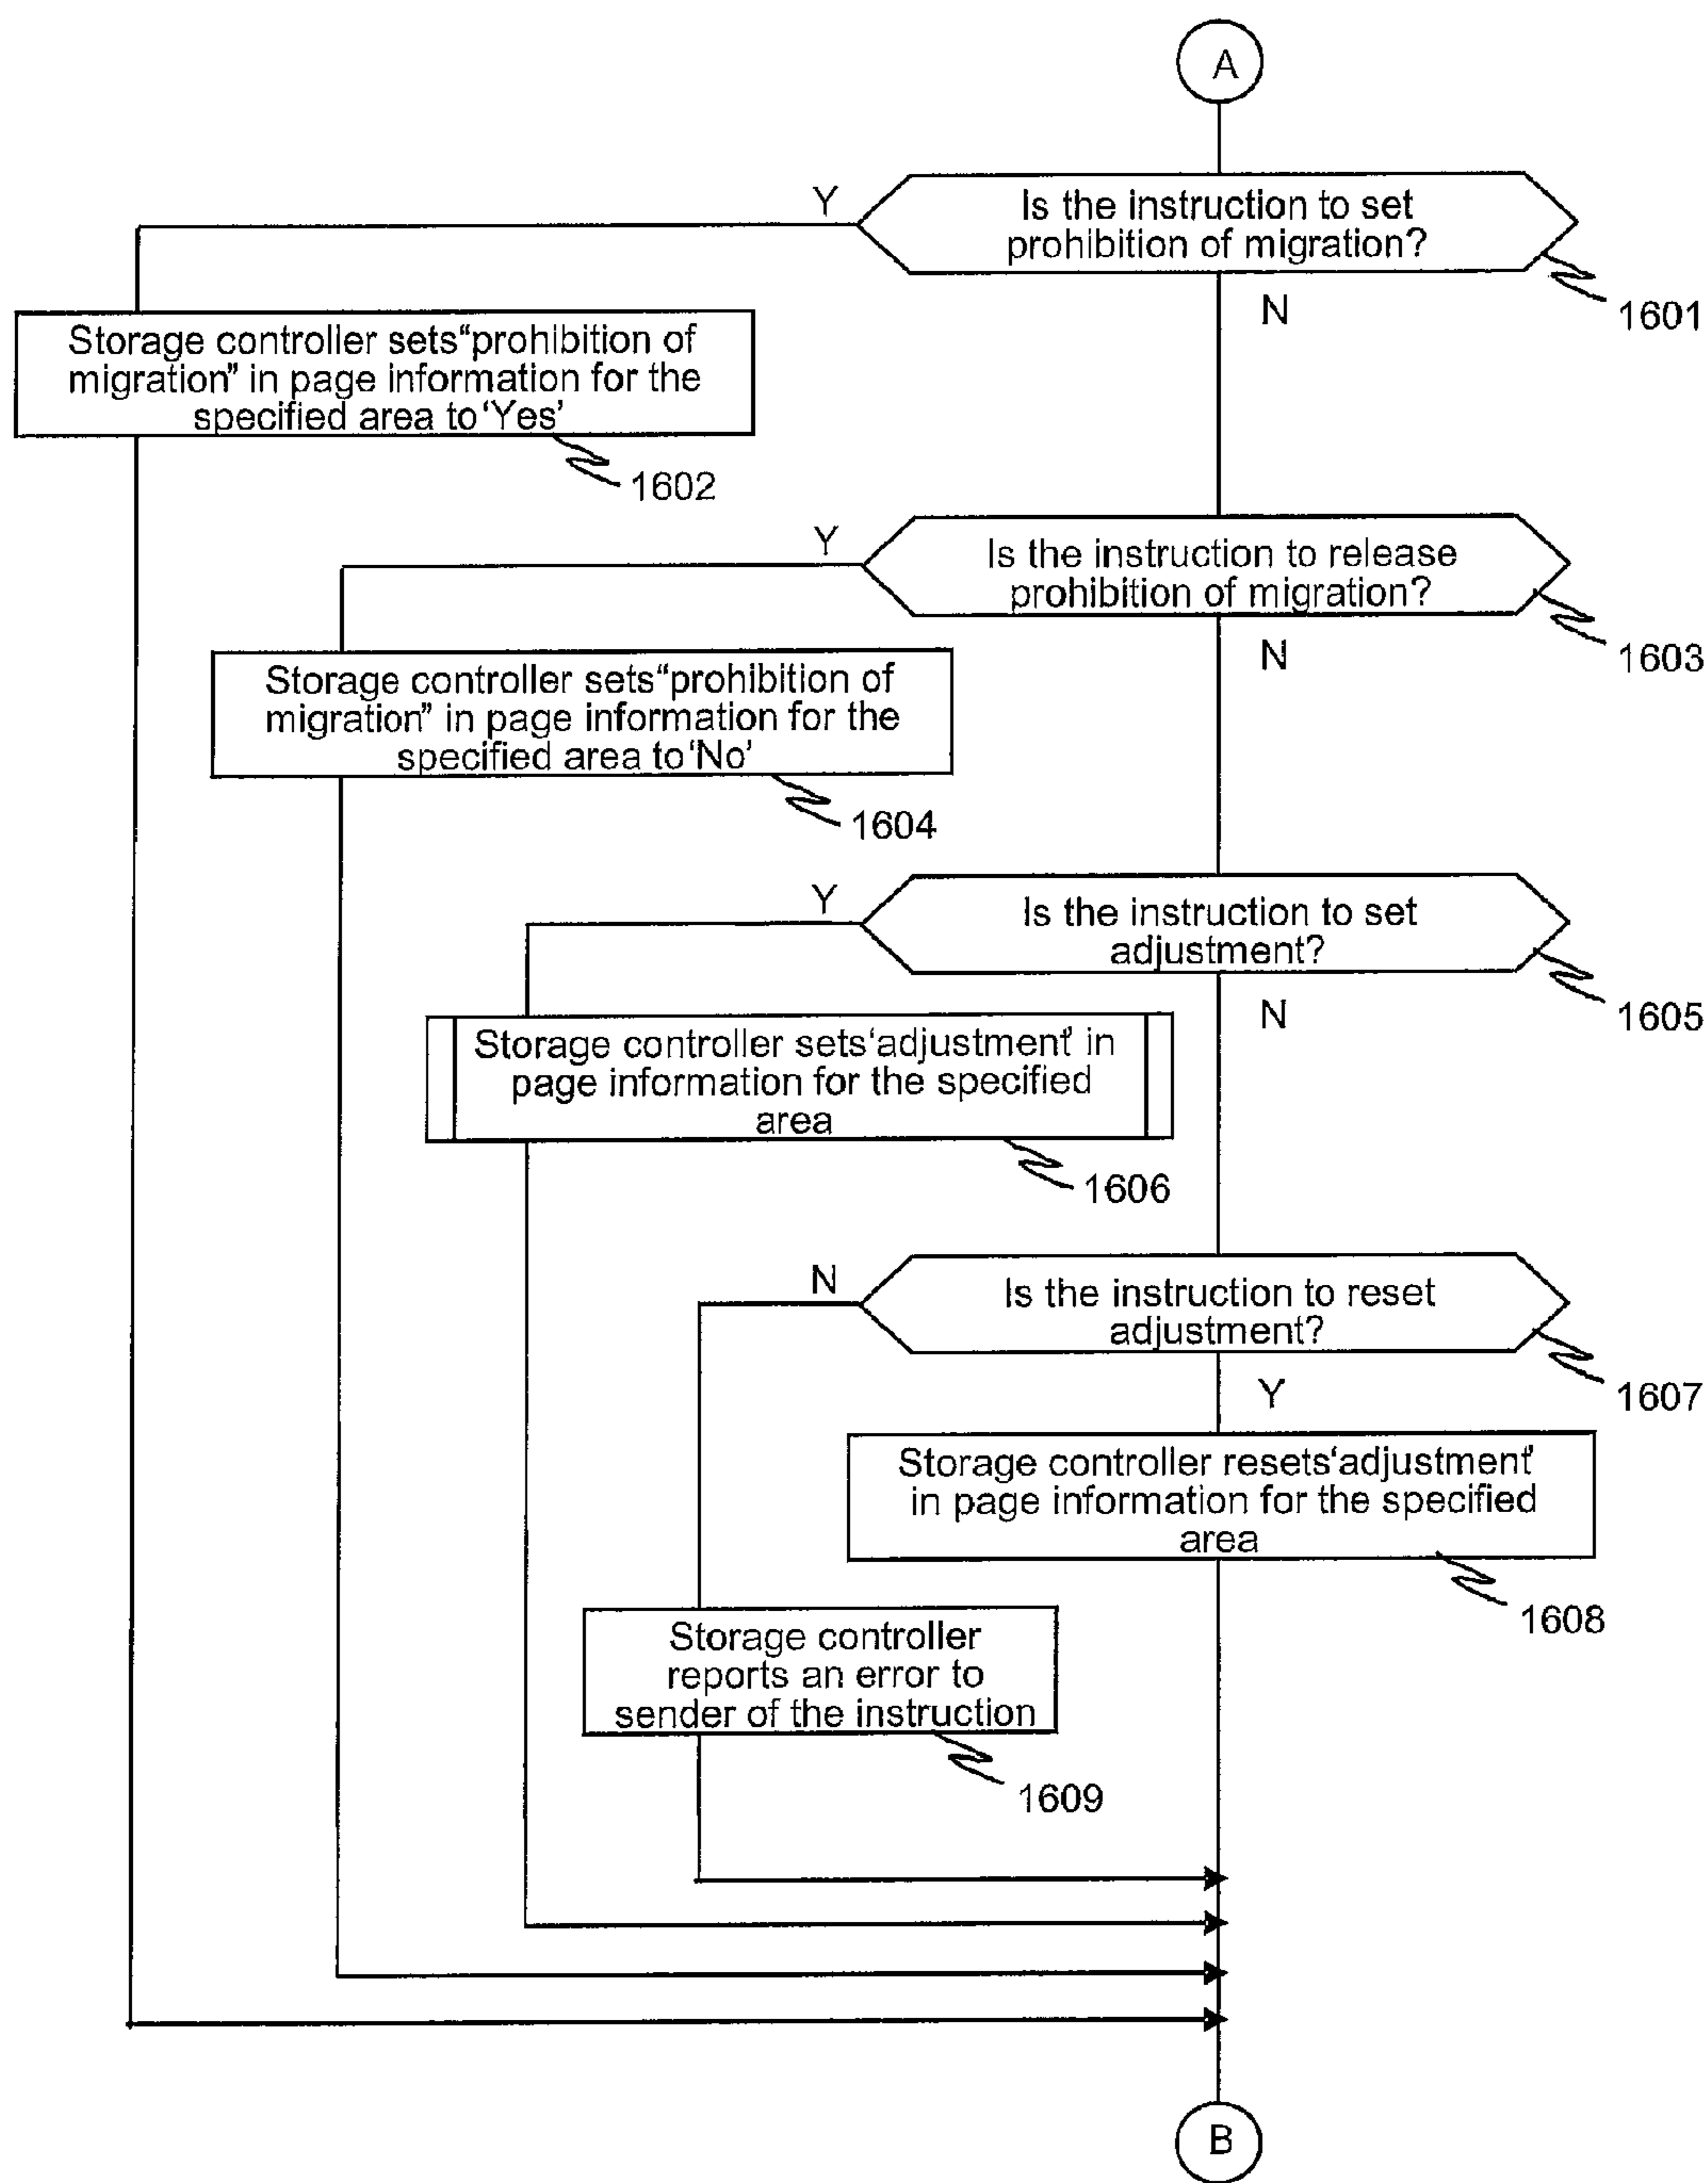 A
Y
Is the instruction to set
prohibition of migration?
N
1601
Storage controller sets“prohibition of
migration” in page information for the
specified area to‘Yes’
1602
Y
Is the instruction to release
prohibition of migration?
N
1603
Storage controller sets“prohibition of
migration” in page information for the
specified area to‘No’
1604
Y
Is the instruction to set
adjustment?
N
1605
Storage controller sets‘adjustment’ in
page information for the specified
area
1606
N
Is the instruction to reset
adjustment?
Y
1607
Storage controller resets‘adjustment’
in page information for the specified
area
1608
Storage controller
reports an error to
sender of the instruction
1609
B